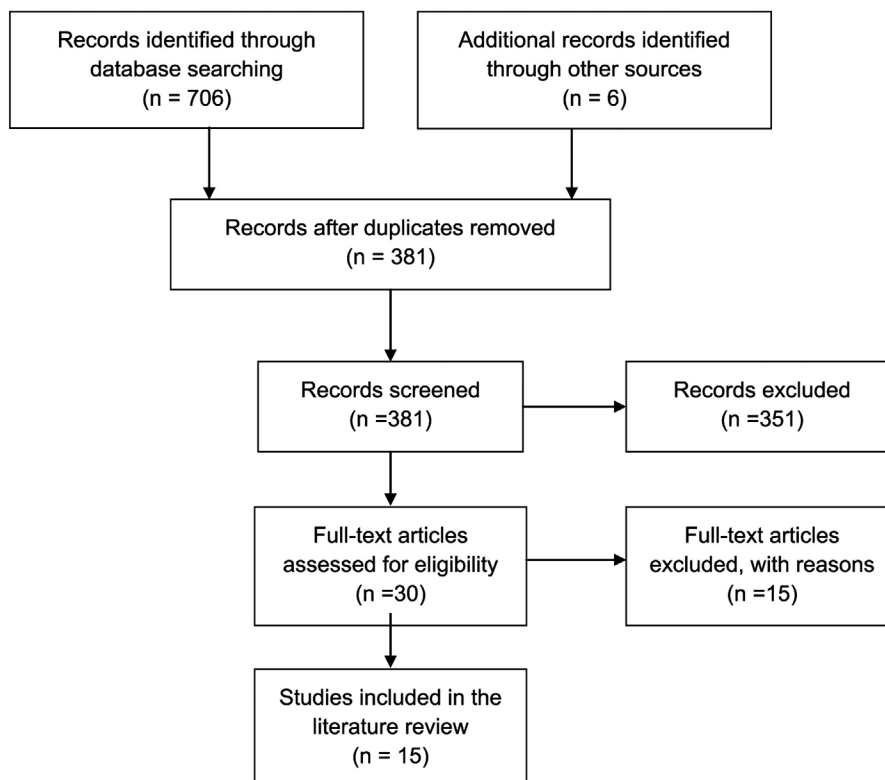 Records identified through
database searching
(n = 706)
Additional records identified
through other sources
(n = 6)
Records after duplicates removed
(n = 381)
Records screened
(n =381)
Records excluded
(n =351)
Full-text articles
assessed for eligibility
(n =30)
Full-text articles
excluded, with reasons
(n =15)
Studies included in the
literature review
(n = 15)